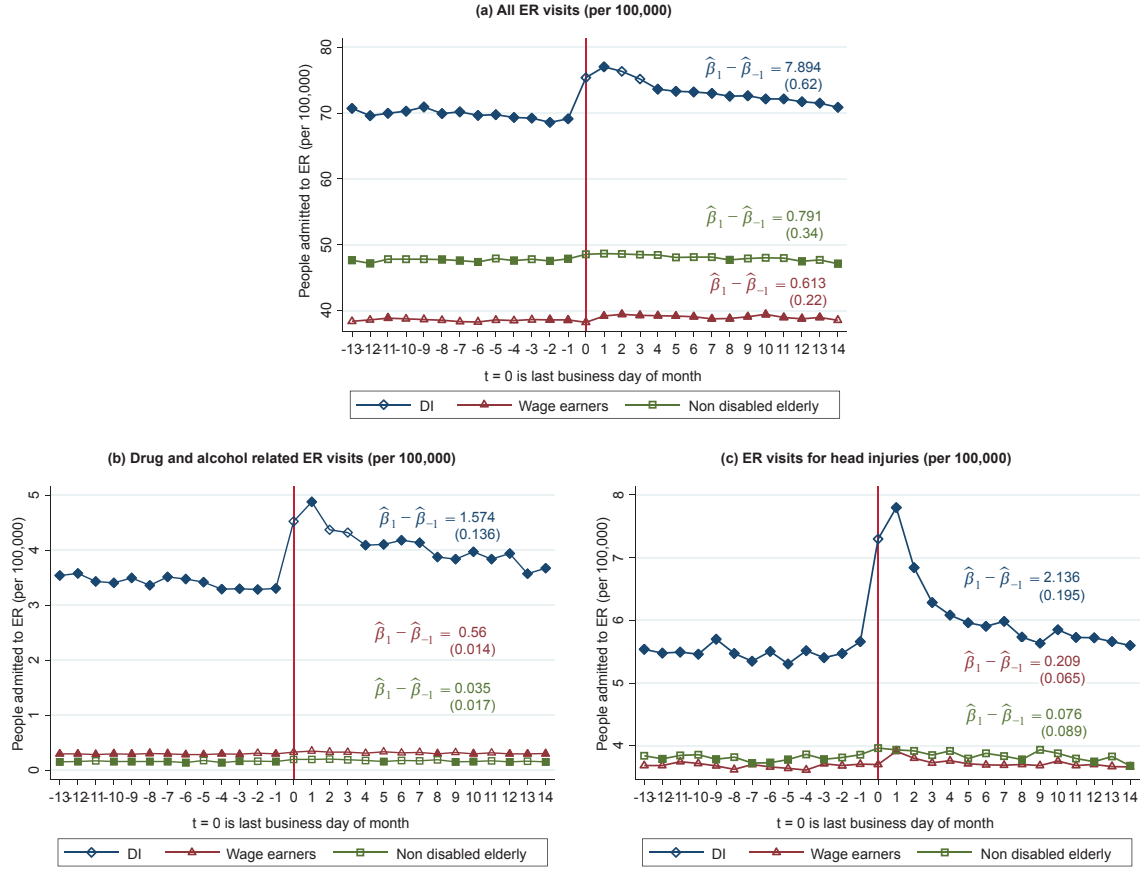 (a) All ER visits (per 100,000)
People admitted to ER (per 100,000)
80
70
60
50
40
β̂₁ − β̂₋₁ = 7.894
(0.62)
β̂₁ − β̂₋₁ = 0.791
(0.34)
β̂₁ − β̂₋₁ = 0.613
(0.22)
-13 -12 -11 -10 -9 -8 -7 -6 -5 -4 -3 -2 -1 0 1 2 3 4 5 6 7 8 9 10 11 12 13 14
t = 0 is last business day of month
DI Wage earners Non disabled elderly
(b) Drug and alcohol related ER visits (per 100,000)
People admitted to ER (per 100,000)
5
4
3
2
1
0
β̂₁ − β̂₋₁ = 1.574
(0.136)
β̂₁ − β̂₋₁ = 0.56
(0.014)
β̂₁ − β̂₋₁ = 0.035
(0.017)
-13 -12 -11 -10 -9 -8 -7 -6 -5 -4 -3 -2 -1 0 1 2 3 4 5 6 7 8 9 10 11 12 13 14
t = 0 is last business day of month
DI Wage earners Non disabled elderly
(c) ER visits for head injuries (per 100,000)
People admitted to ER (per 100,000)
8
7
6
5
4
β̂₁ − β̂₋₁ = 2.136
(0.195)
β̂₁ − β̂₋₁ = 0.209
(0.065)
β̂₁ − β̂₋₁ = 0.076
(0.089)
-13 -12 -11 -10 -9 -8 -7 -6 -5 -4 -3 -2 -1 0 1 2 3 4 5 6 7 8 9 10 11 12 13 14
t = 0 is last business day of month
DI Wage earners Non disabled elderly